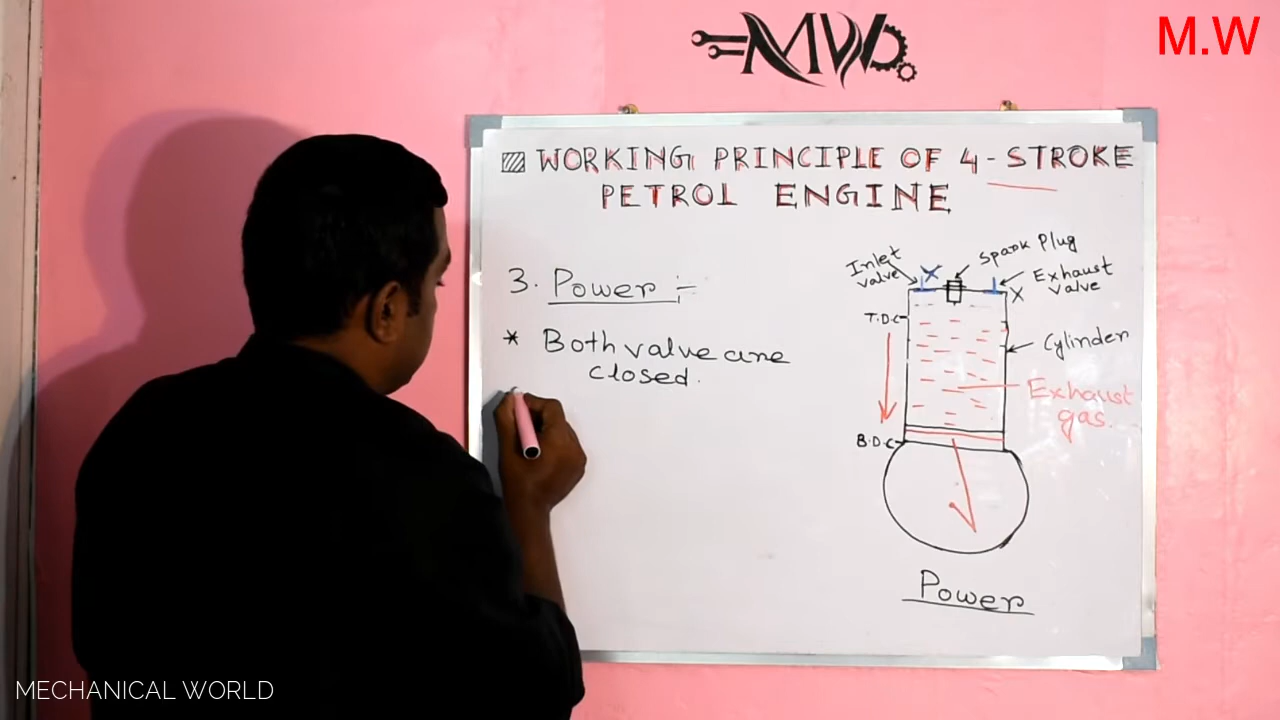 MW
M.W
WORKING PRINCIPLE OF 4-STROKE
PETROL ENGINE
3. Power :-
* Both valve are
closed.
Inlet
valve
X
Spark Plug
Exhaust
valve
X
T.D.C
Cylinder
Exhaust
gas.
B.D.C
Power
MECHANICAL WORLD